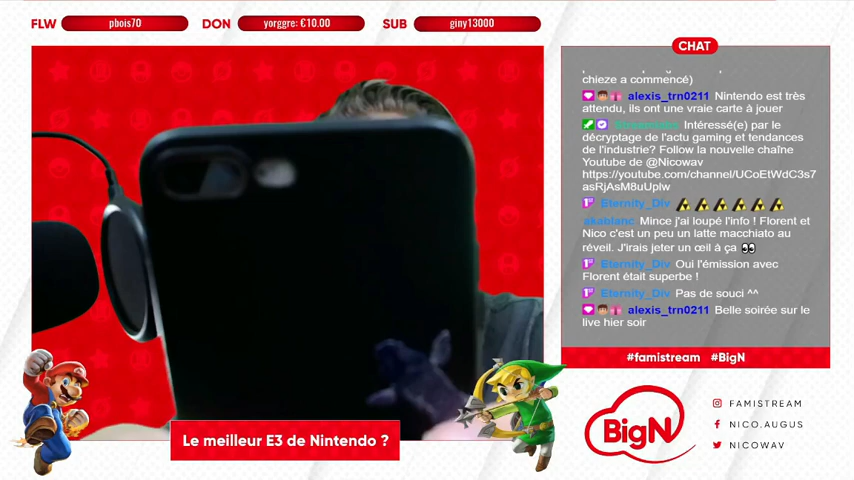 FLW pbois70 DON yorggre: €10.00 SUB giny13000
CHAT
chieze a commencé)
alexis_trn0211 Nintendo est très
attendu, ils ont une vraie carte à jouer
Intéressé(e) par le
décryptage de l'actu gaming et tendances
de l'industrie? Follow la nouvelle chaîne
Youtube de @Nicowav
https://youtube.com/channel/UCoEtWdC3s7
asRjAsM8uUplw
Eternity_Div
akablanc Mince j'ai loupé l'info ! Florent et
Nico c'est un peu un latte macchiato au
réveil. J'irais jeter un œil à ça
Eternity_Div Oui l'émission avec
Florent était superbe !
Eternity_Div Pas de souci ^^
alexis_trn0211 Belle soirée sur le
live hier soir
#famistream #BigN
Le meilleur E3 de Nintendo ?
BigN
FAMISTREAM
NICO.AUGUS
NICOWAV